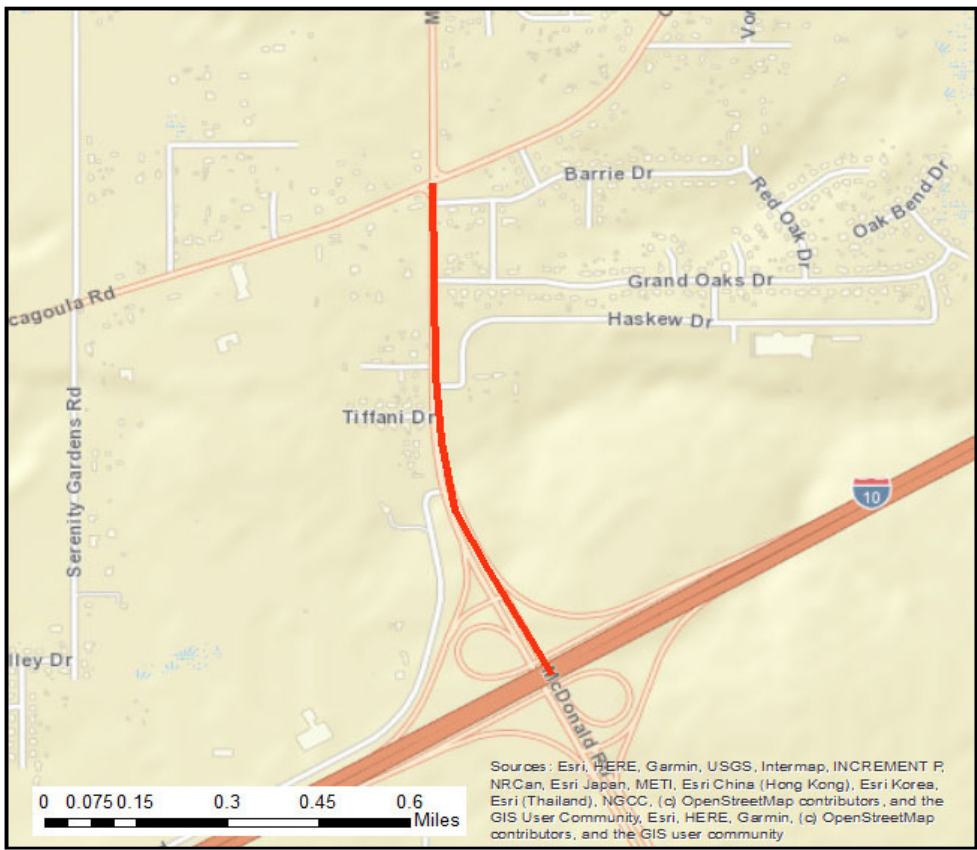 Barrie Dr
Red Oak Dr
Oak Bend Dr
Grand Oaks Dr
Haskew Dr
cagoula Rd
Tiffani Dr
Serenity Gardens Rd
10
lley Dr
McDonald Rd
Sources: Esri, HERE, Garmin, USGS, Intermap, INCREMENT P,
NRCan, Esri Japan, METI, Esri China (Hong Kong), Esri Korea,
Esri (Thailand), NGCC, (c) OpenStreetMap contributors, and the
GIS User Community, Esri, HERE, Garmin, (c) OpenStreetMap
contributors, and the GIS user community
0 0.075 0.15 0.3 0.45 0.6
Miles